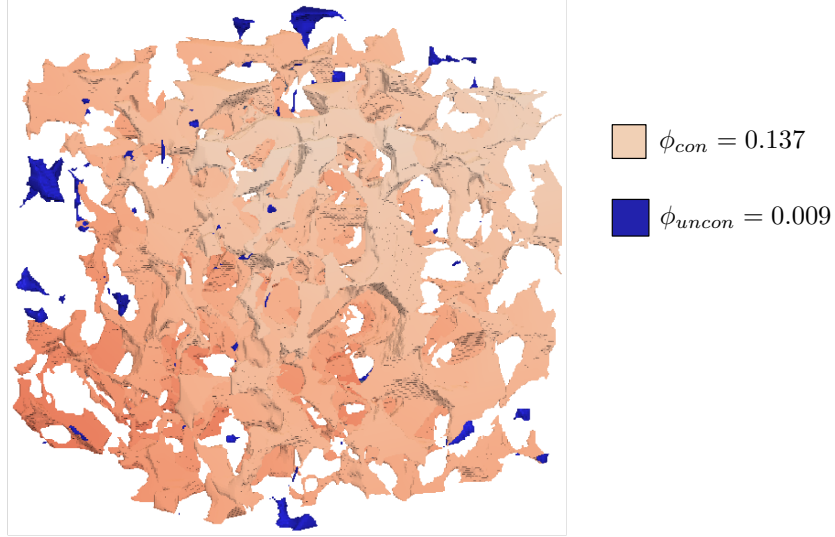 ϕ_con = 0.137
ϕ_uncon = 0.009